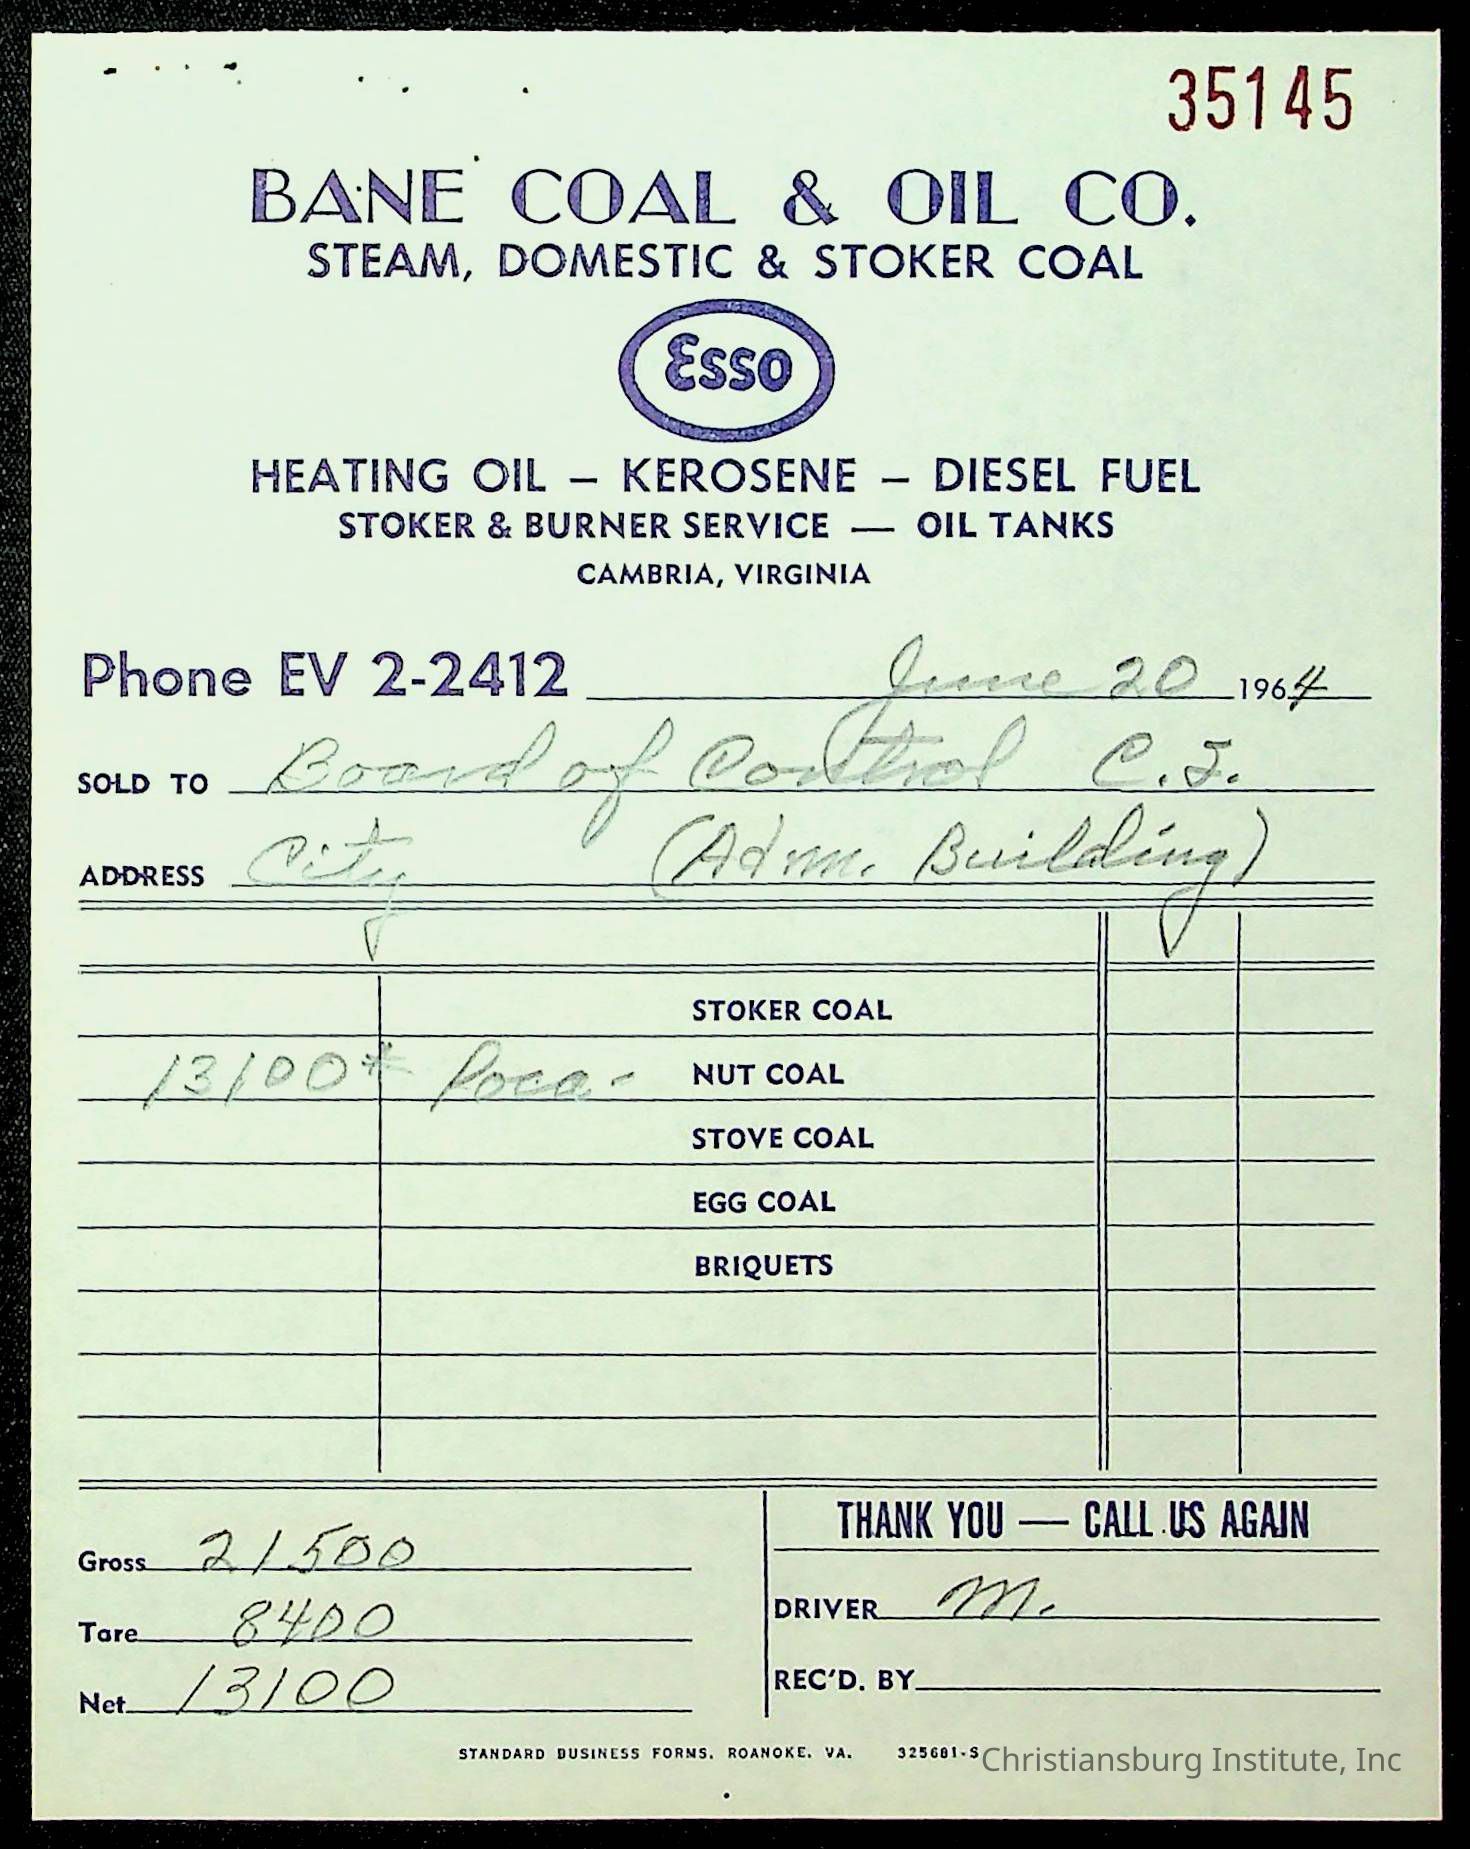 35145
BANE COAL & OIL CO.
STEAM, DOMESTIC & STOKER COAL
Esso
HEATING OIL – KEROSENE – DIESEL FUEL
STOKER & BURNER SERVICE — OIL TANKS
CAMBRIA, VIRGINIA
Phone EV 2-2412 June 20 1964
SOLD TO Board of Control C.I.
ADDRESS City (Adm. Building)
STOKER COAL
13100# Poca- NUT COAL
STOVE COAL
EGG COAL
BRIQUETS
Gross 21500
Tare 8400
Net 13100
THANK YOU — CALL US AGAIN
DRIVER M.
REC'D. BY
STANDARD BUSINESS FORMS, ROANOKE, VA. 325681-S
Christiansburg Institute, Inc